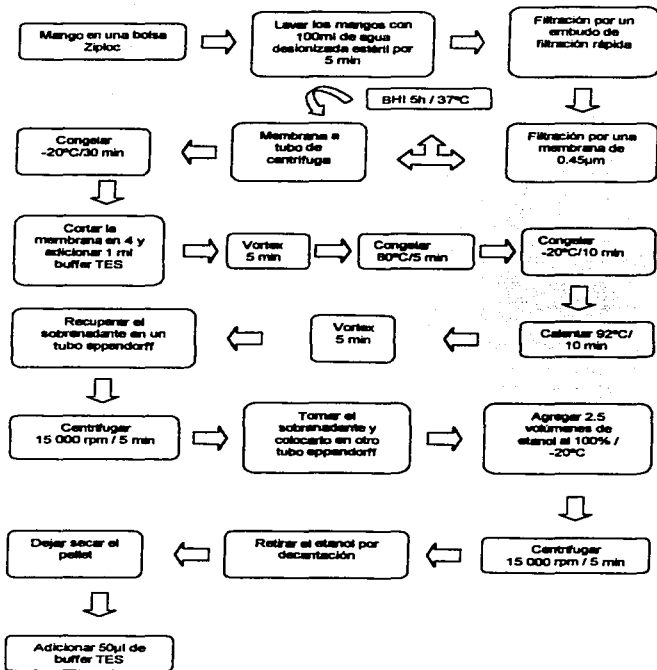 Mango en una bolsa
Ziploc
Lavar los mangos con
100ml de agua
desionizada estéril por
5 min
Filtración por un
embudo de
filtración rápida
BHI 5h / 37ºC
Congelar
-20ºC/30 min
Membrana a
tubo de
centrífuga
Filtración por una
membrana de
0.45µm
Cortar la
membrana en 4 y
adicionar 1 ml
buffer TES
Vortex
5 min
Congelar
80ºC/5 min
Congelar
-20ºC/10 min
Recuperar el
sobrenadante en un
tubo eppendorff
Vortex
5 min
Calentar 92ºC/
10 min
Centrifugar
15 000 rpm / 5 min
Tomar el
sobrenadante y
colocarlo en otro
tubo eppendorff
Agregar 2.5
volúmenes de
etanol al 100% /
-20ºC
Dejar secar el
pellet
Retirar el etanol por
decantación
Centrifugar
15 000 rpm / 5 min
Adicionar 50µl de
buffer TES